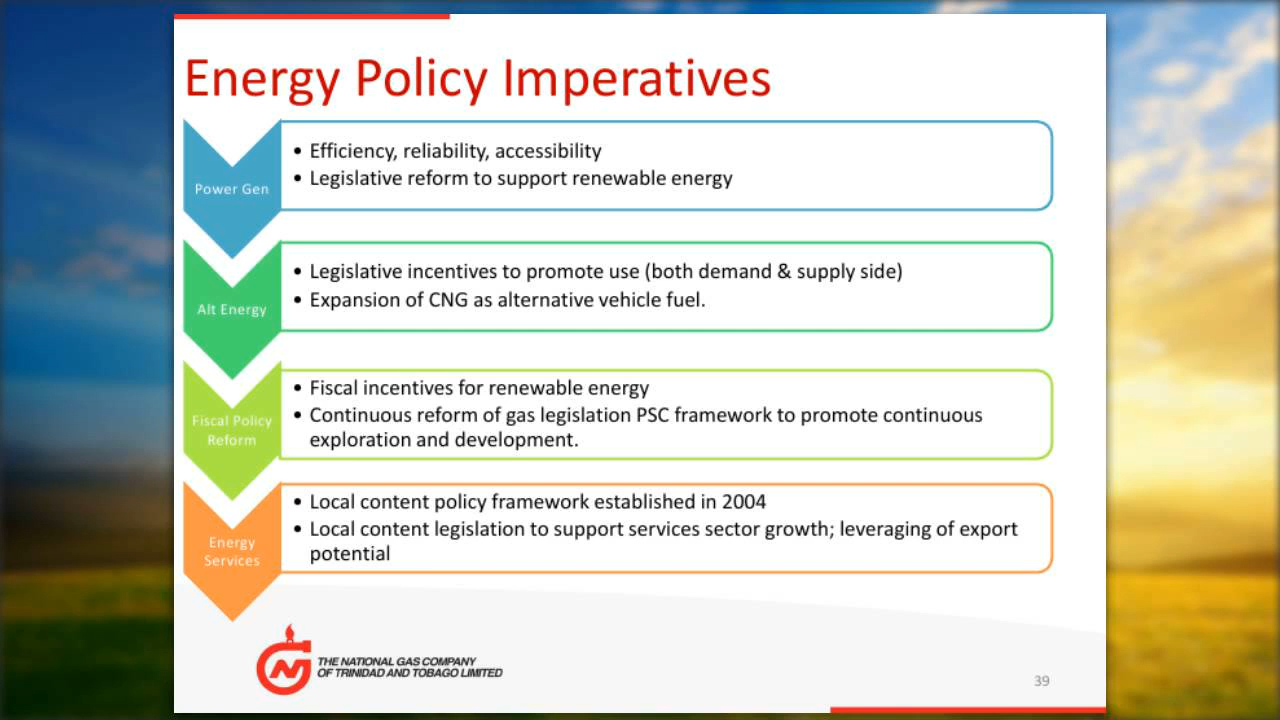 Energy Policy Imperatives
Power Gen
• Efficiency, reliability, accessibility
• Legislative reform to support renewable energy
Alt Energy
• Legislative incentives to promote use (both demand & supply side)
• Expansion of CNG as alternative vehicle fuel.
Fiscal Policy
Reform
• Fiscal incentives for renewable energy
• Continuous reform of gas legislation PSC framework to promote continuous
exploration and development.
Energy
Services
• Local content policy framework established in 2004
• Local content legislation to support services sector growth; leveraging of export
potential
THE NATIONAL GAS COMPANY
OF TRINIDAD AND TOBAGO LIMITED
39